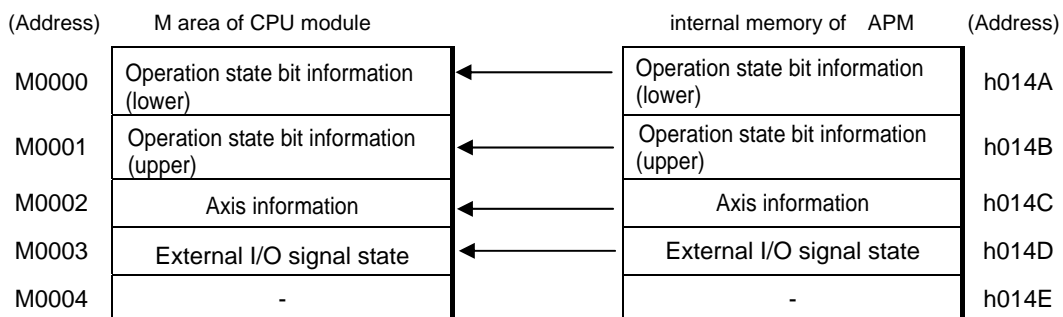 (Address) M area of CPU module internal memory of APM (Address)
M0000 Operation state bit information (lower) Operation state bit information (lower) h014A
M0001 Operation state bit information (upper) Operation state bit information (upper) h014B
M0002 Axis information Axis information h014C
M0003 External I/O signal state External I/O signal state h014D
M0004 - - h014E